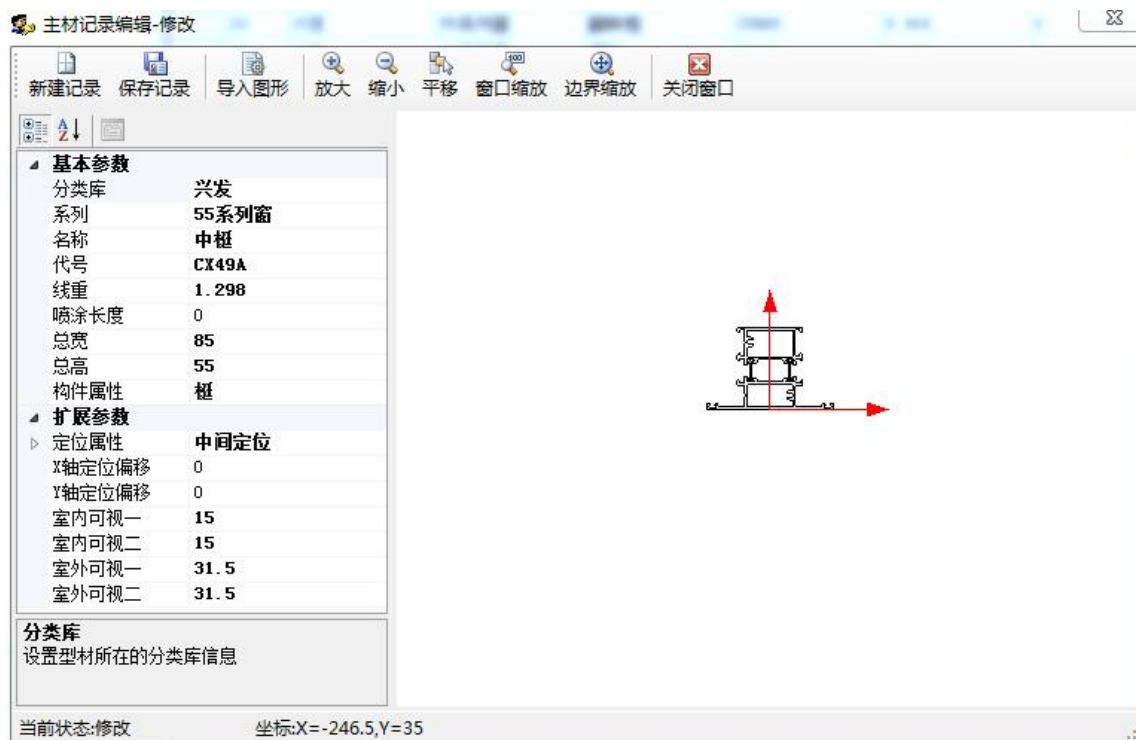 主材记录编辑-修改
新建记录 保存记录 导入图形 放大 缩小 平移 窗口缩放 边界缩放 关闭窗口
基本参数
分类库 兴发
系列 55系列窗
名称 中梃
代号 CX49A
线重 1.298
喷涂长度 0
总宽 85
总高 55
构件属性 梃
扩展参数
定位属性 中间定位
X轴定位偏移 0
Y轴定位偏移 0
室内可视一 15
室内可视二 15
室外可视一 31.5
室外可视二 31.5
分类库
设置型材所在的分类库信息
当前状态:修改 坐标:X=-246.5,Y=35